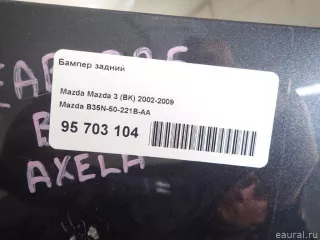 Бампер задний
Mazda Mazda 3 (BK) 2002-2009
Mazda B35N-50-221B-AA
95 703 104
AXELA
eaural.ru